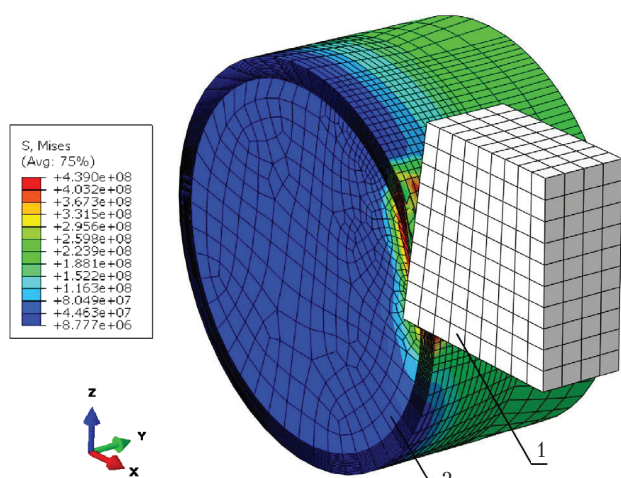 S, Mises
(Avg: 75%)
+4.390e+08
+4.032e+08
+3.673e+08
+3.315e+08
+2.956e+08
+2.598e+08
+2.239e+08
+1.881e+08
+1.522e+08
+1.163e+08
+8.049e+07
+4.463e+07
+8.777e+06
Z
Y
X
1
2